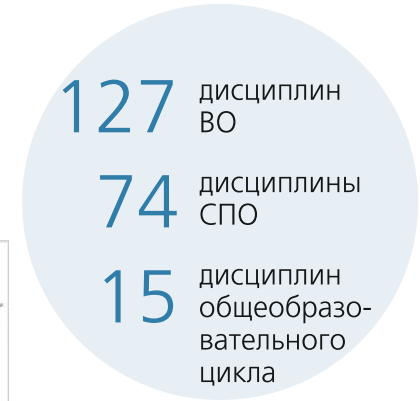 127 дисциплин
ВО
74 дисциплины
СПО
15 дисциплин
общеобразо-
вательного
цикла